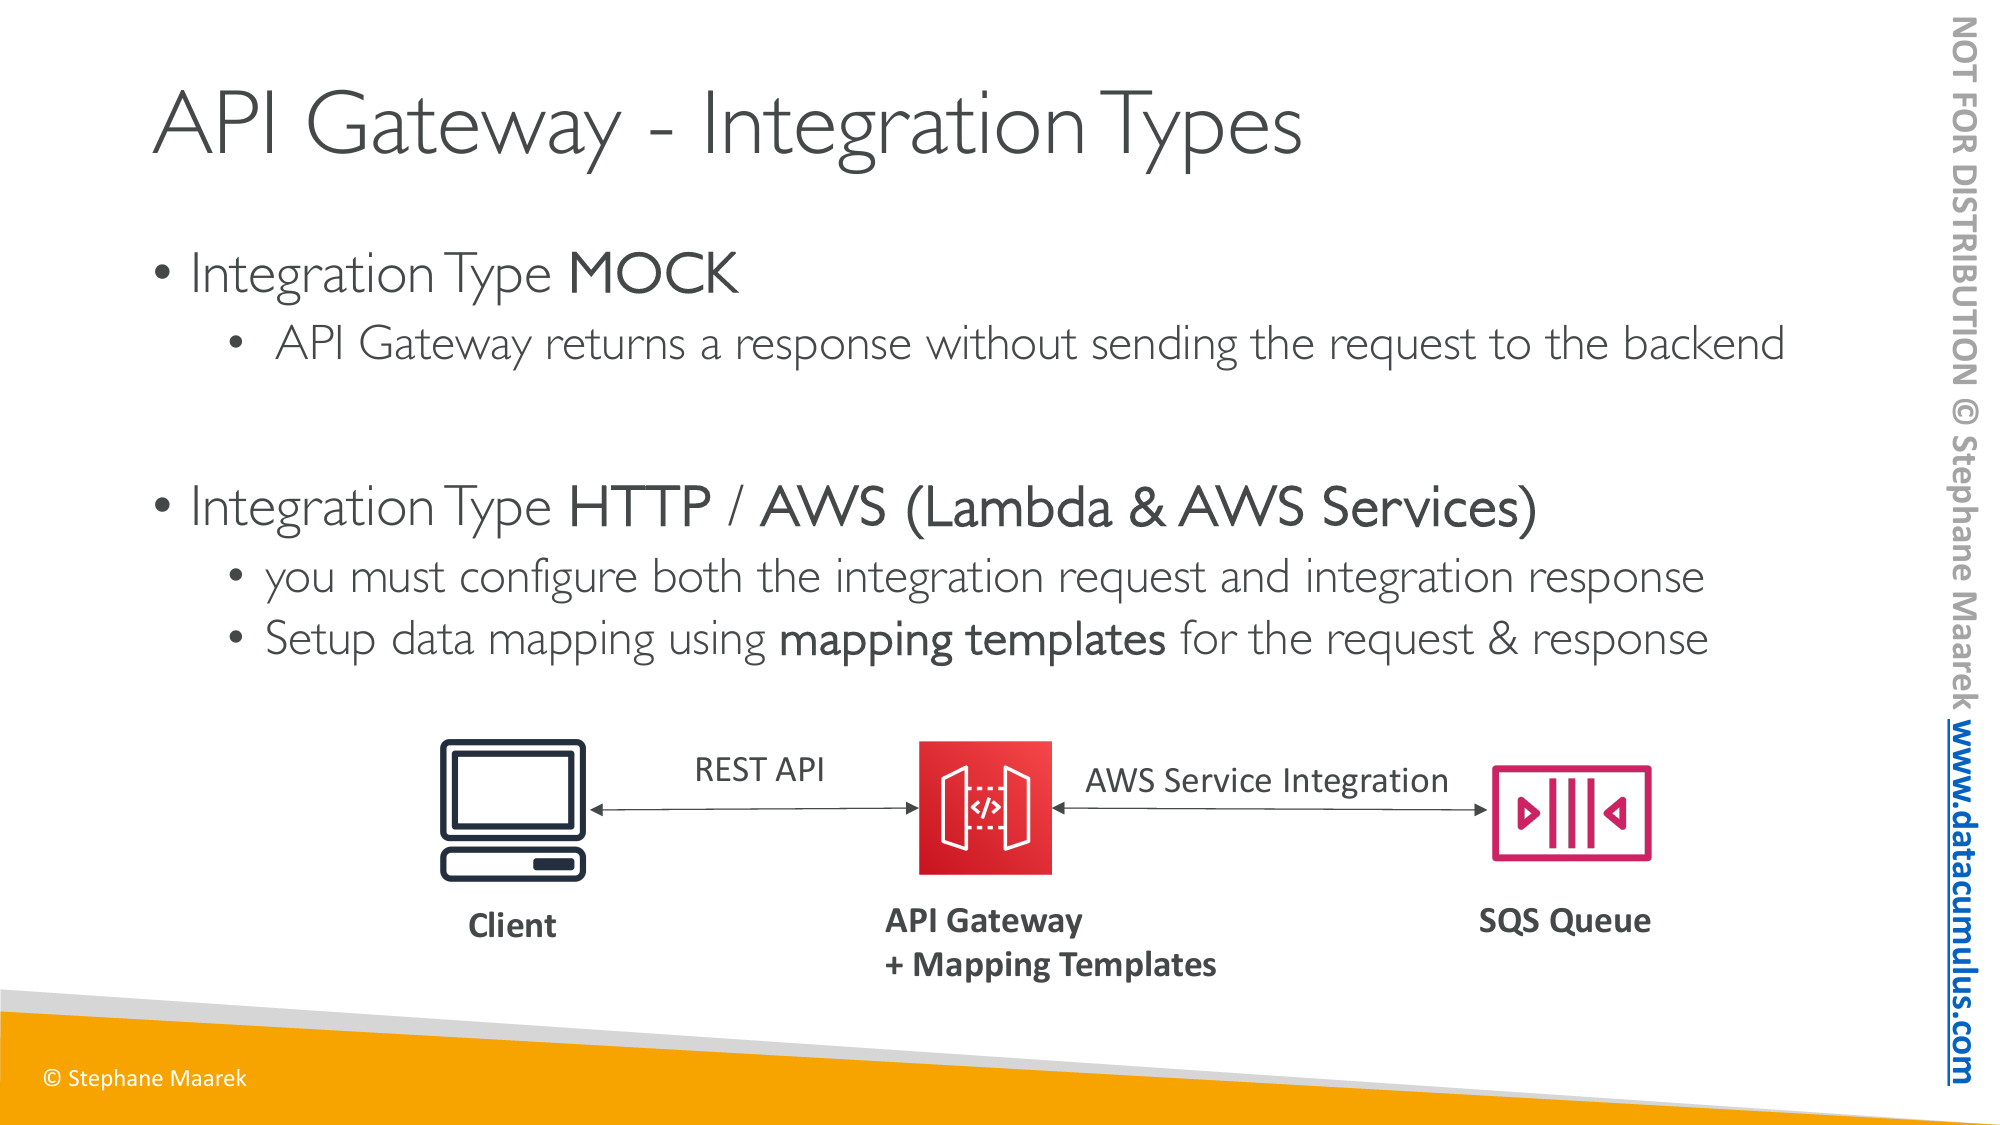 API Gateway - Integration Types
• Integration Type MOCK
• API Gateway returns a response without sending the request to the backend
• Integration Type HTTP / AWS (Lambda & AWS Services)
• you must configure both the integration request and integration response
• Setup data mapping using mapping templates for the request & response
REST API
AWS Service Integration
</>
Client
API Gateway
+ Mapping Templates
SQS Queue
© Stephane Maarek
NOT FOR DISTRIBUTION © Stephane Maarek www.datacumulus.com